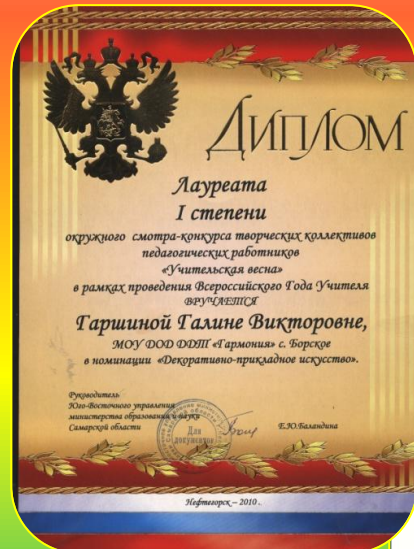 ДИПЛОМ
Лауреата
I степени
окружного смотра-конкурса творческих коллективов
педагогических работников
«Учительская весна»
в рамках проведения Всероссийского Года Учителя
ВРУЧАЕТСЯ
Гаршиной Галине Викторовне,
МОУ DOD DDT «Гармония» с. Борское
в номинации «Декоративно-прикладное искусство».
Руководитель
Юго-Восточного управления
министерства образования и науки
Самарской области
Для
документов
Е.Ю.Баландина
Нефтегорск – 2010 .